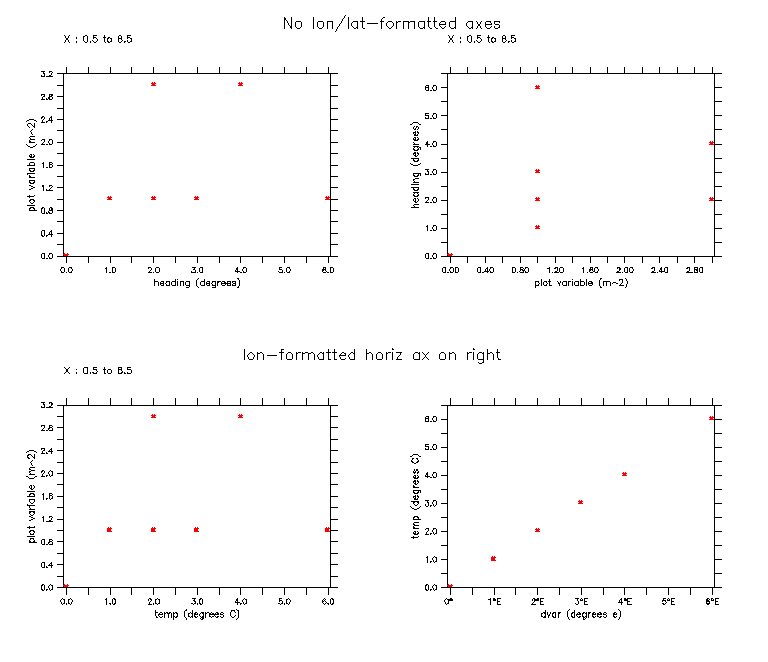 No lon/lat-formatted axes
X : 0.5 to 8.5
X : 0.5 to 8.5
3.2
2.8
2.4
2.0
1.6
1.2
0.8
0.4
0.0
plot variable (m^2)
0.0 1.0 2.0 3.0 4.0 5.0 6.0
heading (degrees)
6.0
5.0
4.0
3.0
2.0
1.0
0.0
heading (degrees)
0.00 0.40 0.80 1.20 1.60 2.00 2.40 2.80
plot variable (m^2)
lon-formatted horiz ax on right
X : 0.5 to 8.5
3.2
2.8
2.4
2.0
1.6
1.2
0.8
0.4
0.0
plot variable (m^2)
0.0 1.0 2.0 3.0 4.0 5.0 6.0
temp (degrees C)
6.0
5.0
4.0
3.0
2.0
1.0
0.0
temp (degrees C)
0° 1°E 2°E 3°E 4°E 5°E 6°E
dvar (degrees e)